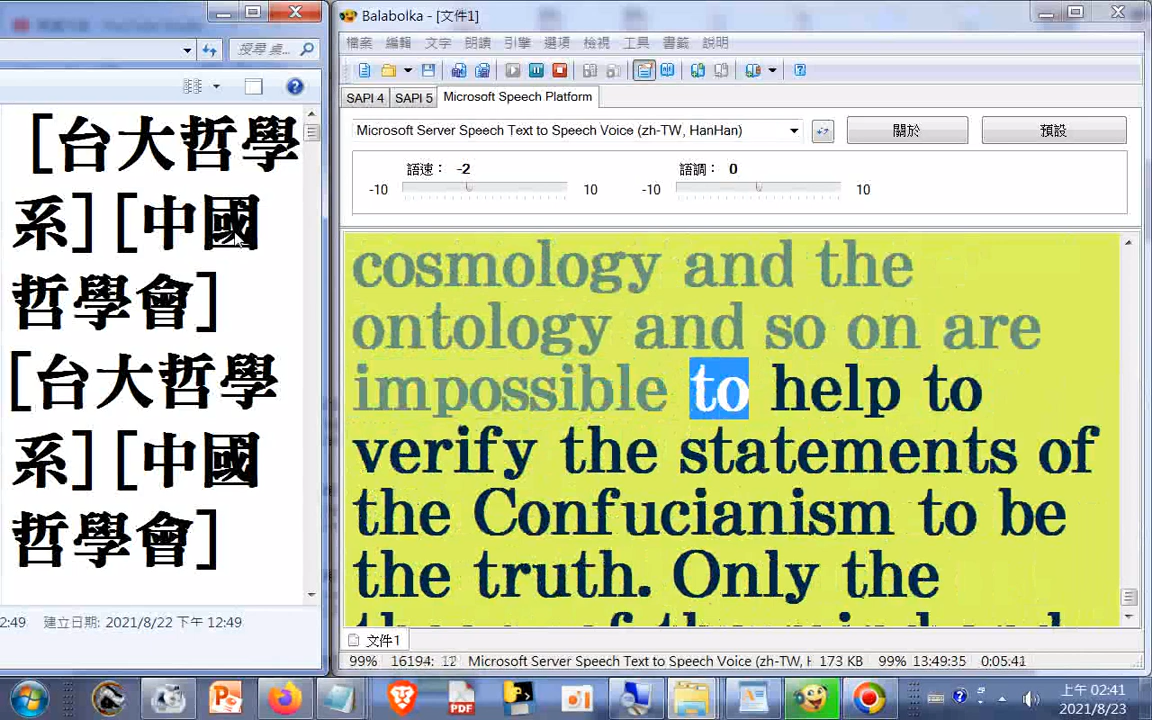 [台大哲學
系][中國
哲學會]
[台大哲學
系][中國
哲學會]
2:49 建立日期: 2021/8/22 下午 12:49
搜尋 桌...
Balabolka - [文件1]
檔案 編輯 文字 朗讀 引擎 選項 檢視 工具 書籤 說明
SAPI 4 SAPI 5 Microsoft Speech Platform
Microsoft Server Speech Text to Speech Voice (zh-TW, HanHan) 關於 預設
語速： -2 語調： 0
-10 10 -10 10
cosmology and the
ontology and so on are
impossible to help to
verify the statements of
the Confucianism to be
the truth. Only the
文件1
99% 16194: 12 Microsoft Server Speech Text to Speech Voice (zh-TW, H 173 KB 99% 13:49:35 0:05:41
PDF
上午 02:41
2021/8/23